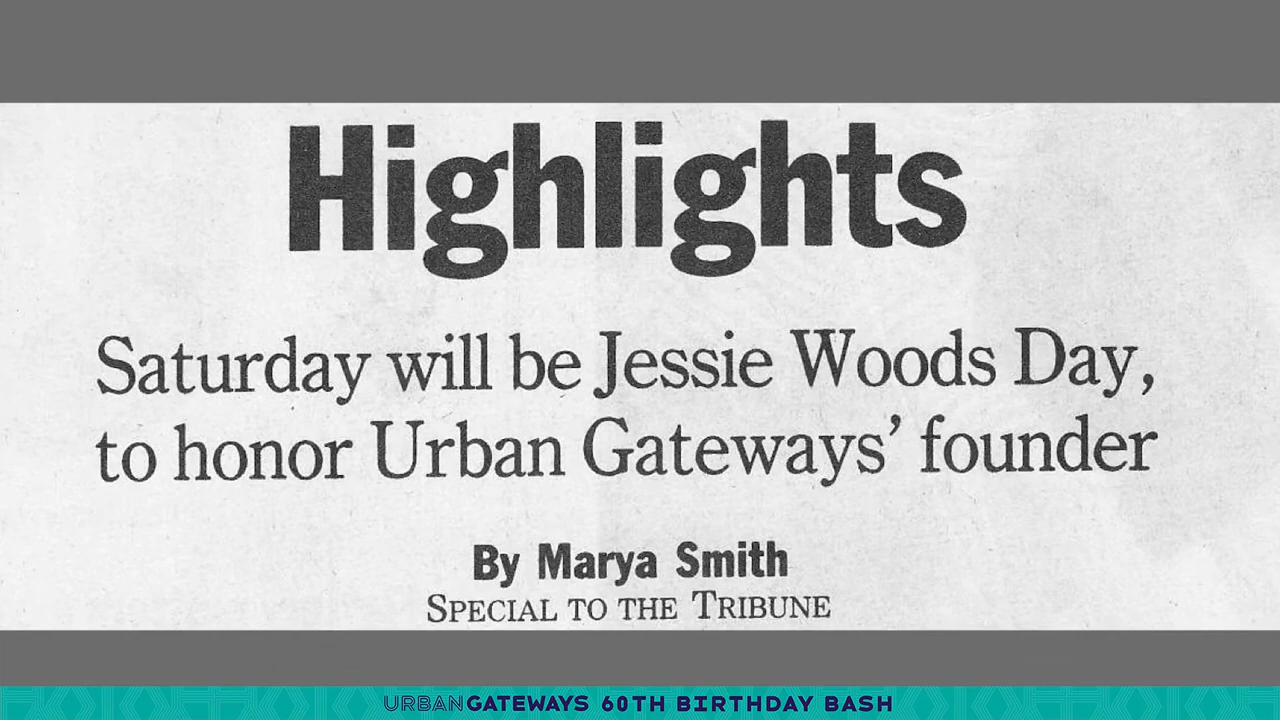 Highlights
Saturday will be Jessie Woods Day,
to honor Urban Gateways' founder
By Marya Smith
SPECIAL TO THE TRIBUNE
URBANGATEWAYS 60TH BIRTHDAY BASH